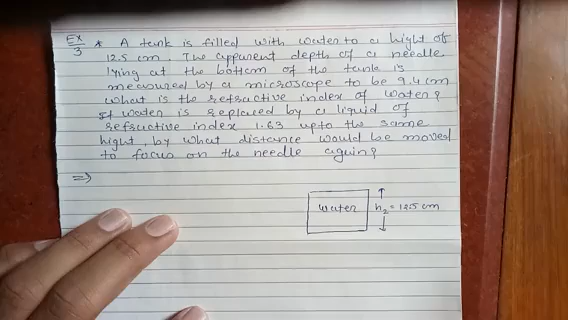 Ex
3 * A tank is filled with water to a hight of
12.5 cm. The apparent depth of a needle
lying at the bottom of the tank is
measured by a microscope to be 9.4 cm
what is the refractive index of water?
If water is replaced by a liquid of
refractive index 1.63 upto the same
hight, by what distance would be moved
to focus on the needle again?
⇒
water h₂ = 12.5 cm